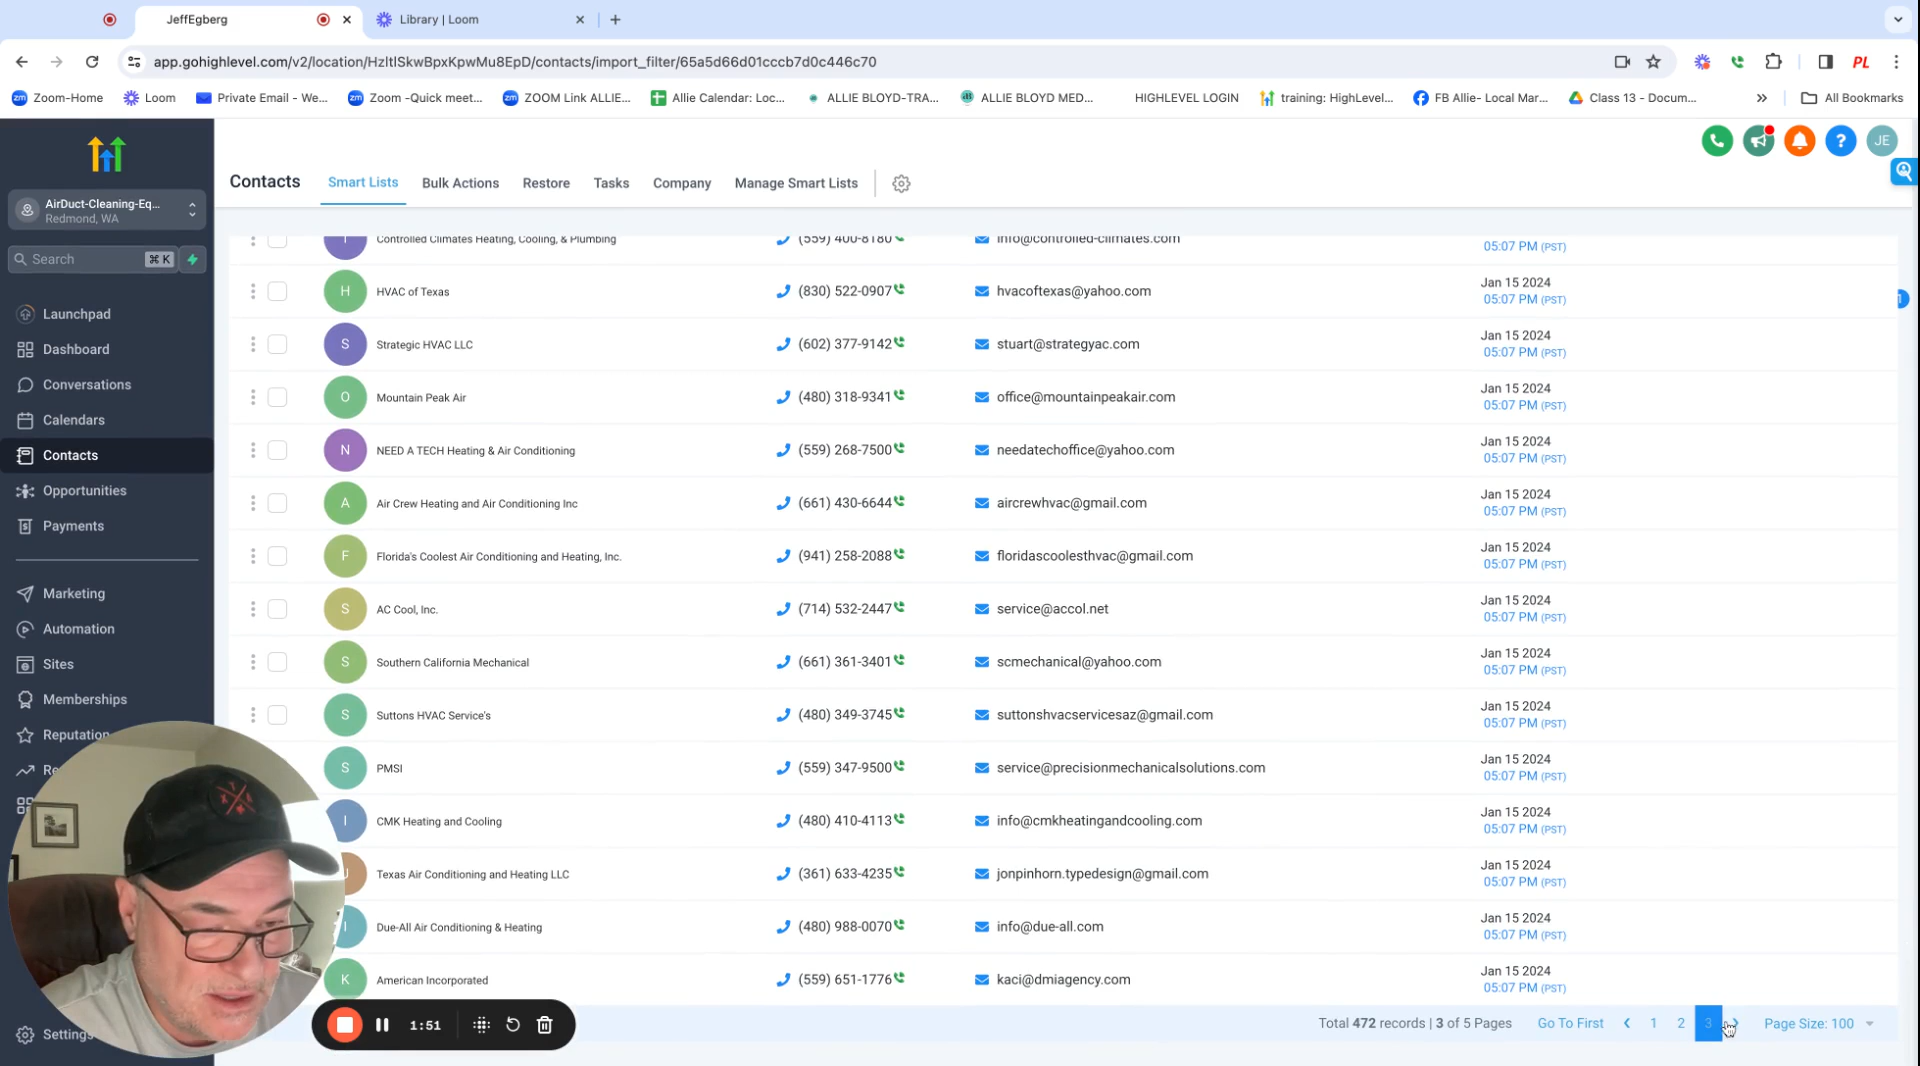 JeffEgberg
Library | Loom
app.gohighlevel.com/v2/location/HzltlSkwBpxKpwMu8EpD/contacts/import_filter/65a5d66d01cccb7d0c446c70
PL
Zoom-Home
Loom
Private Email - We...
Zoom -Quick meet...
ZOOM Link ALLIE...
Allie Calendar: Loc...
ALLIE BLOYD-TRA...
ALLIE BLOYD MED...
HIGHLEVEL LOGIN
training: HighLevel...
FB Allie- Local Mar...
Class 13 - Docum...
All Bookmarks
JE
AirDuct-Cleaning-Eq...
Redmond, WA
Search ⌘ K
Launchpad
Dashboard
Conversations
Calendars
Contacts
Opportunities
Payments
Marketing
Automation
Sites
Memberships
Reputation
Re
Settings
Contacts Smart Lists Bulk Actions Restore Tasks Company Manage Smart Lists
I Controlled Climates Heating, Cooling, & Plumbing (559) 400-8180 info@controlled-climates.com 05:07 PM (PST)
H HVAC of Texas (830) 522-0907 hvacoftexas@yahoo.com Jan 15 2024
05:07 PM (PST)
S Strategic HVAC LLC (602) 377-9142 stuart@strategyac.com Jan 15 2024
05:07 PM (PST)
O Mountain Peak Air (480) 318-9341 office@mountainpeakair.com Jan 15 2024
05:07 PM (PST)
N NEED A TECH Heating & Air Conditioning (559) 268-7500 needatechoffice@yahoo.com Jan 15 2024
05:07 PM (PST)
A Air Crew Heating and Air Conditioning Inc (661) 430-6644 aircrewhvac@gmail.com Jan 15 2024
05:07 PM (PST)
F Florida's Coolest Air Conditioning and Heating, Inc. (941) 258-2088 floridascoolesthvac@gmail.com Jan 15 2024
05:07 PM (PST)
S AC Cool, Inc. (714) 532-2447 service@accol.net Jan 15 2024
05:07 PM (PST)
S Southern California Mechanical (661) 361-3401 scmechanical@yahoo.com Jan 15 2024
05:07 PM (PST)
S Suttons HVAC Service's (480) 349-3745 suttonshvacservicesaz@gmail.com Jan 15 2024
05:07 PM (PST)
S PMSI (559) 347-9500 service@precisionmechanicalsolutions.com Jan 15 2024
05:07 PM (PST)
I CMK Heating and Cooling (480) 410-4113 info@cmkheatingandcooling.com Jan 15 2024
05:07 PM (PST)
J Texas Air Conditioning and Heating LLC (361) 633-4235 jonpinhorn.typedesign@gmail.com Jan 15 2024
05:07 PM (PST)
I Due-All Air Conditioning & Heating (480) 988-0070 info@due-all.com Jan 15 2024
05:07 PM (PST)
K American Incorporated (559) 651-1776 kaci@dmiagency.com Jan 15 2024
05:07 PM (PST)
1:51
Total 472 records | 3 of 5 Pages Go To First 1 2 3 Page Size: 100